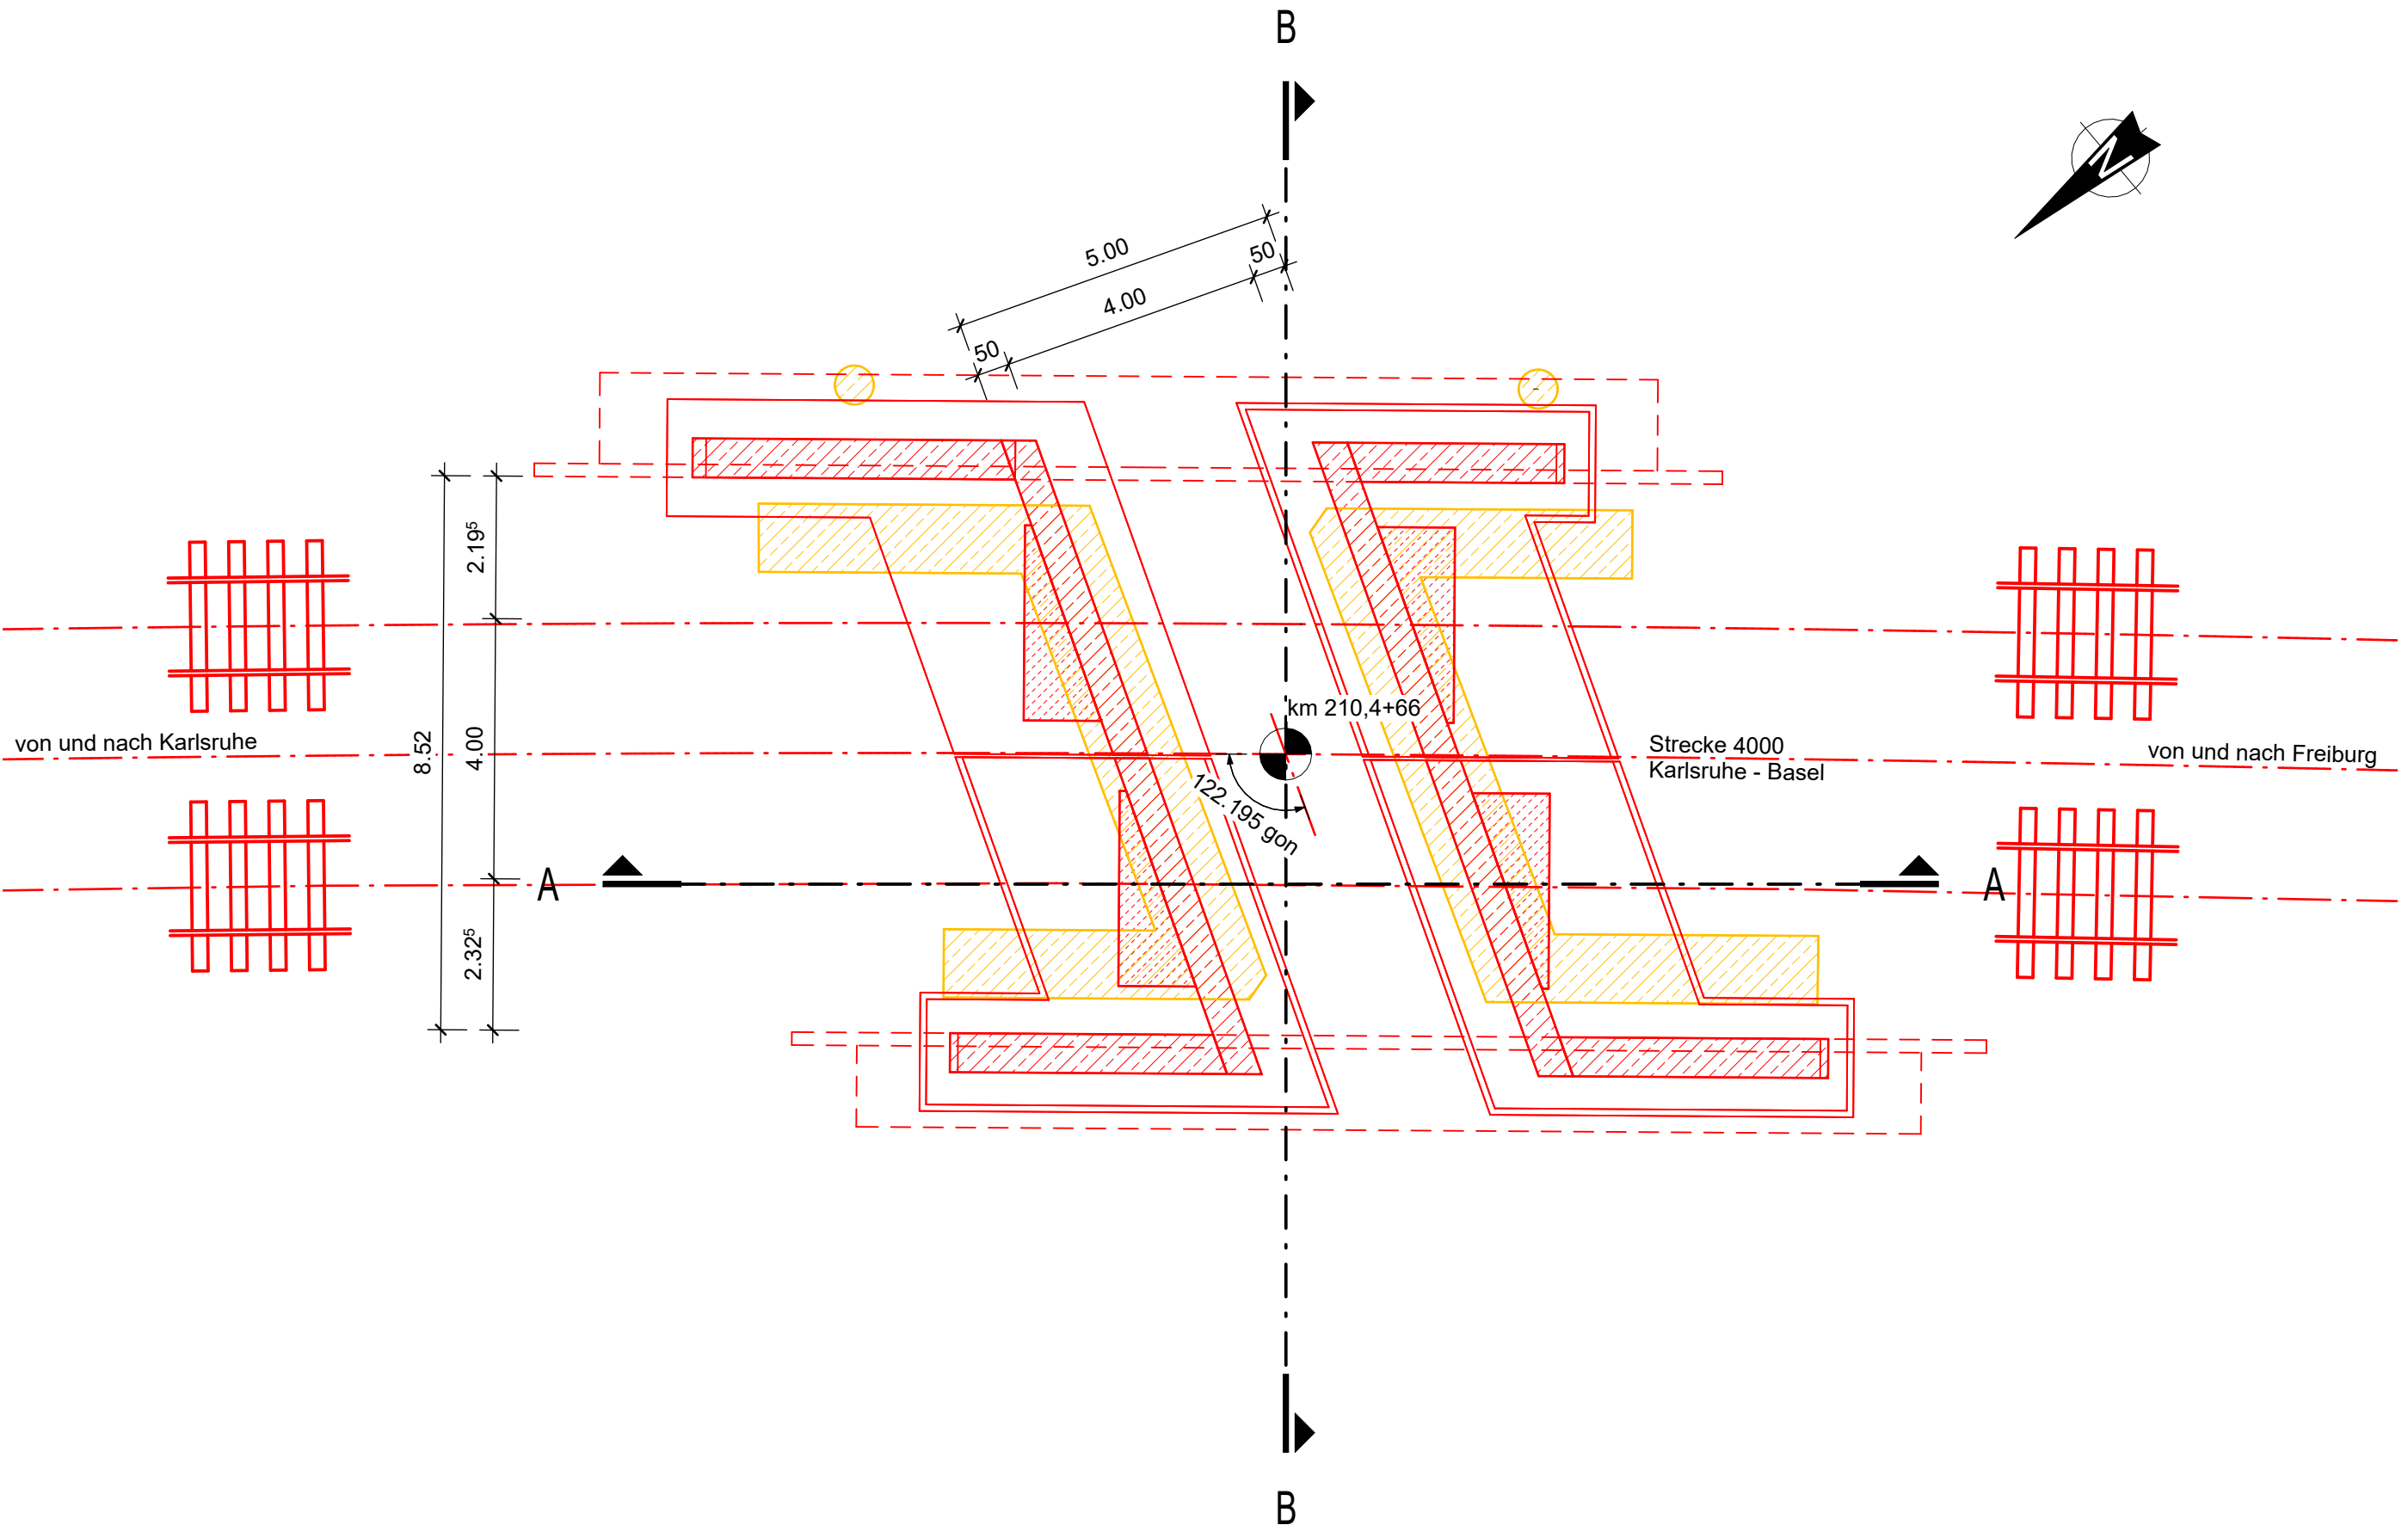 B
N
5.00
50
4.00
50
2.19⁵
km 210,4+66
von und nach Karlsruhe
8.52
4.00
Strecke 4000
Karlsruhe - Basel
von und nach Freiburg
122.195 gon
A
A
2.32⁵
B